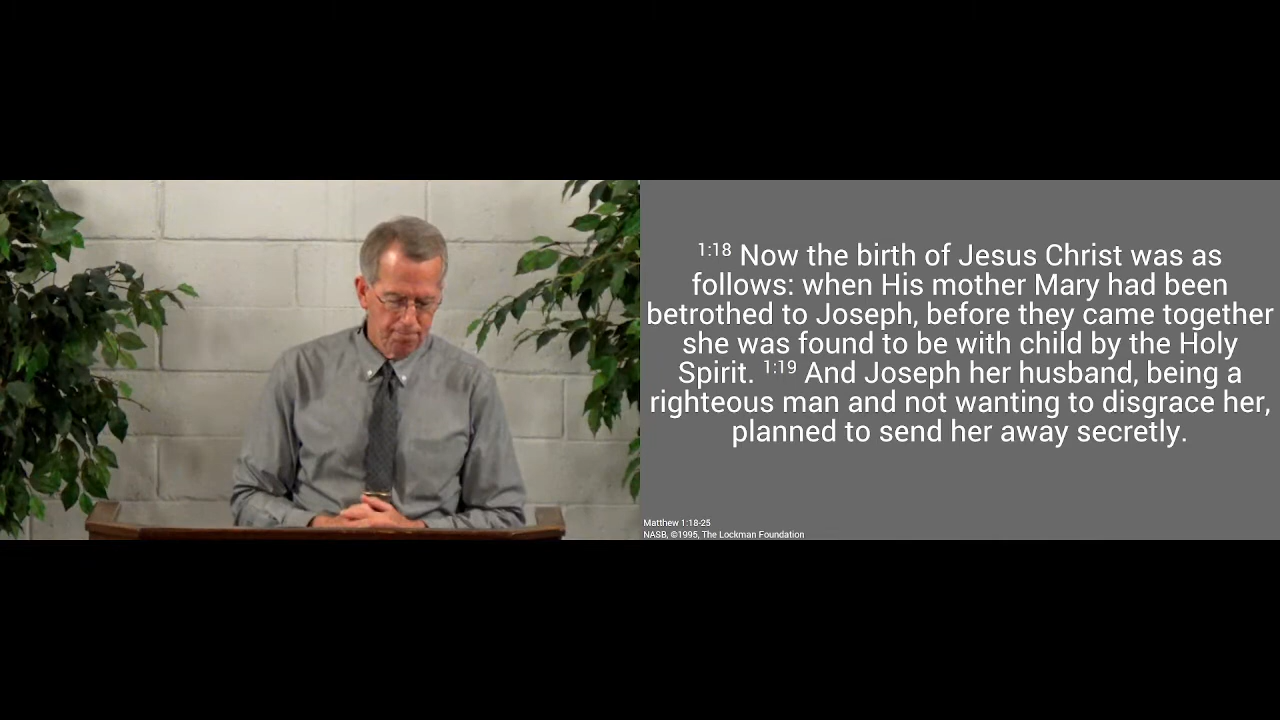 1:18 Now the birth of Jesus Christ was as
follows: when His mother Mary had been
betrothed to Joseph, before they came together
she was found to be with child by the Holy
Spirit. 1:19 And Joseph her husband, being a
righteous man and not wanting to disgrace her,
planned to send her away secretly.
Matthew 1:18-25
NASB, ©1995, The Lockman Foundation